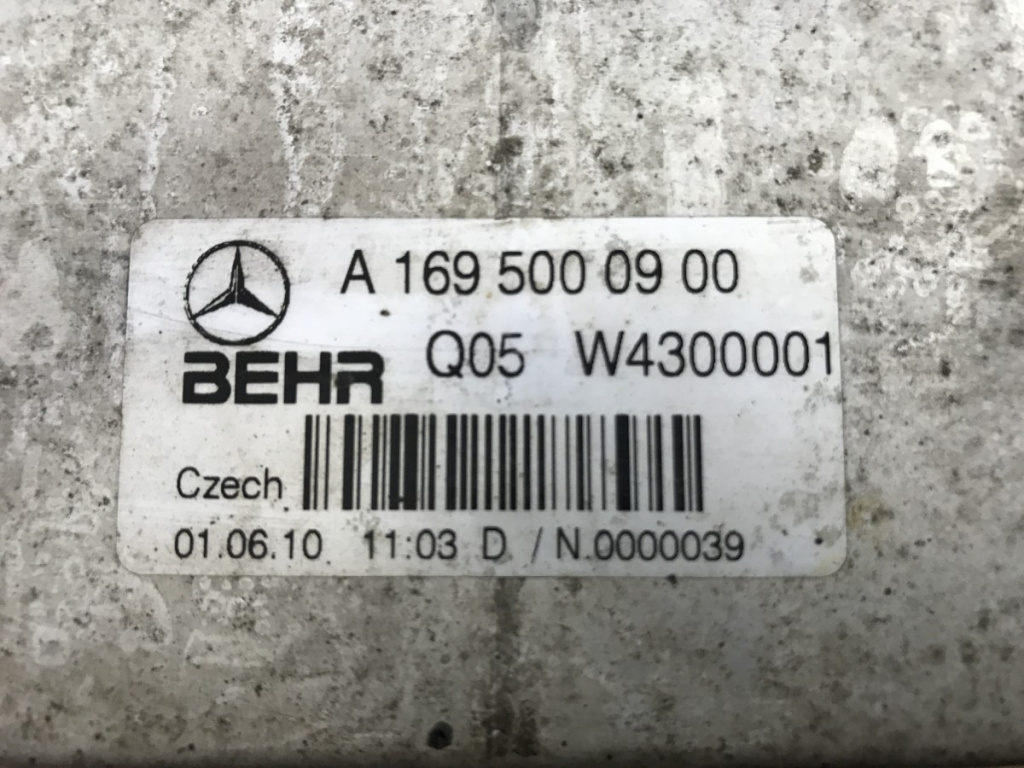 A 169 500 09 00
BEHR Q05 W4300001
Czech
01.06.10 11:03 D / N.0000039